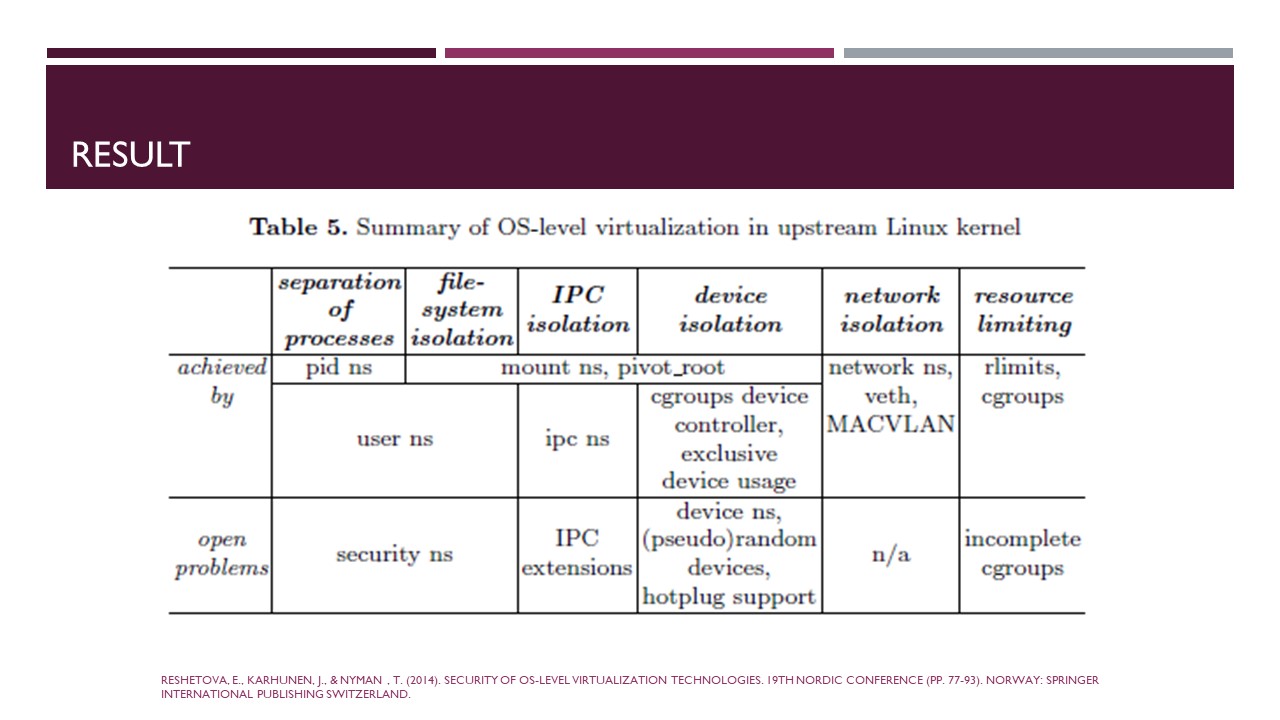 RESULT
Table 5. Summary of OS-level virtualization in upstream Linux kernel
separation of processes
file-system isolation
IPC isolation
device isolation
network isolation
resource limiting
achieved by
pid ns
mount ns, pivot_root
network ns, veth, MACVLAN
rlimits, cgroups
user ns
ipc ns
cgroups device controller, exclusive device usage
open problems
security ns
IPC extensions
device ns, (pseudo)random devices, hotplug support
n/a
incomplete cgroups
RESHETOVA, E., KARHUNEN, J., & NYMAN , T. (2014). SECURITY OF OS-LEVEL VIRTUALIZATION TECHNOLOGIES. 19TH NORDIC CONFERENCE (PP. 77-93). NORWAY: SPRINGER
INTERNATIONAL PUBLISHING SWITZERLAND.